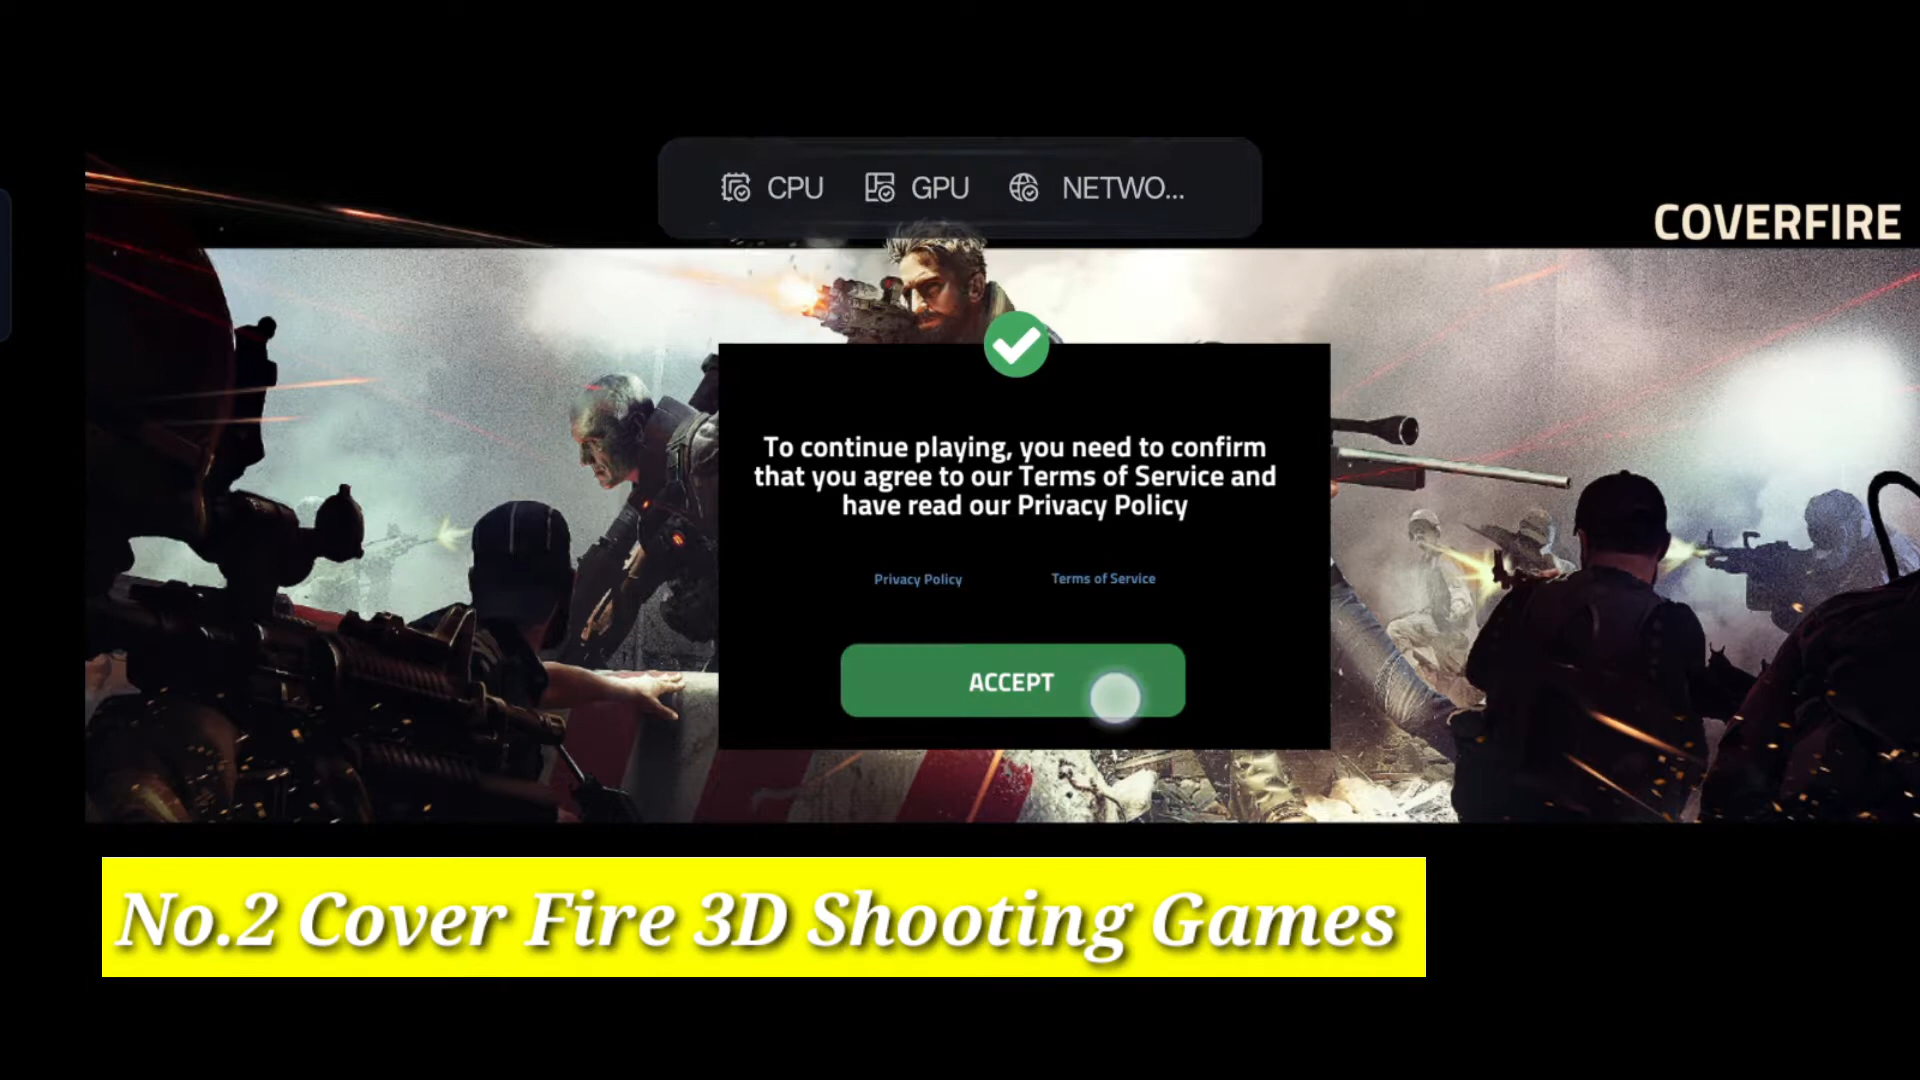 CPU GPU NETWO...
COVERFIRE
To continue playing, you need to confirm
that you agree to our Terms of Service and
have read our Privacy Policy
Privacy Policy Terms of Service
ACCEPT
No.2 Cover Fire 3D Shooting Games